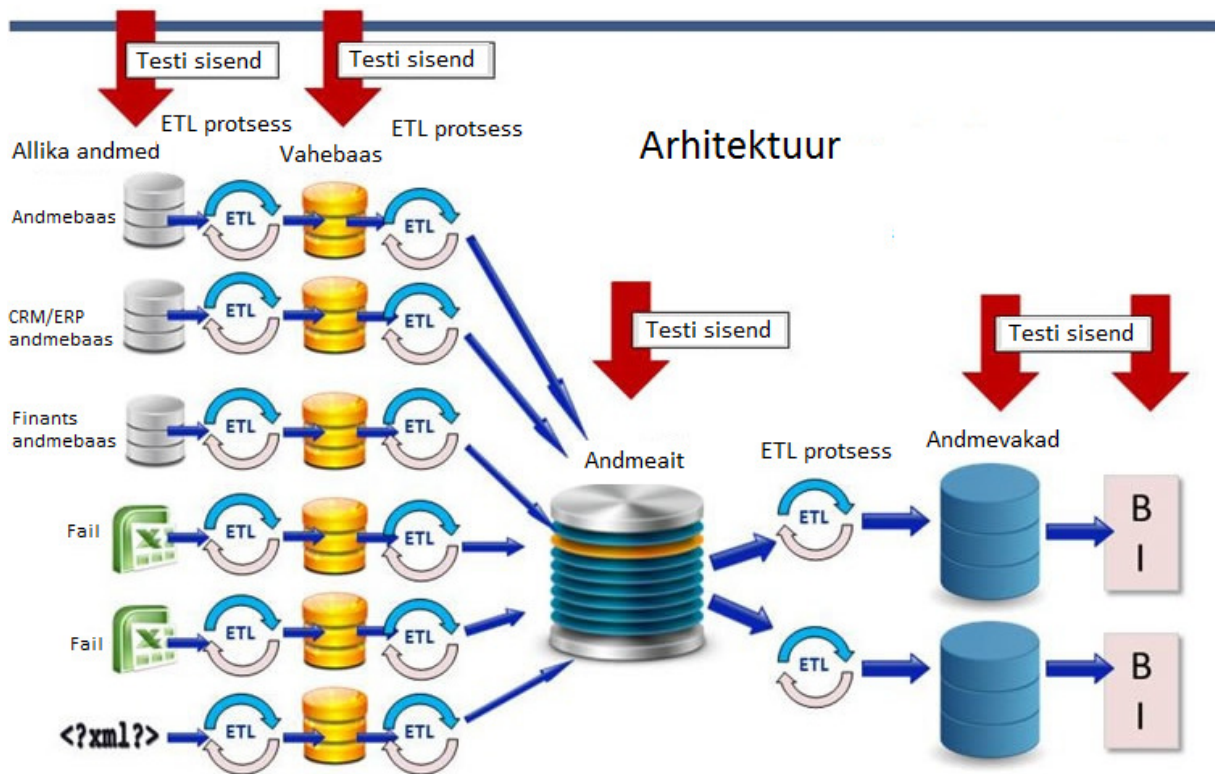 Testi sisend
Testi sisend
ETL protsess
ETL protsess
Arhitektuur
Allika andmed
Vahebaas
Andmebaas
ETL
ETL
CRM/ERP
andmebaas
ETL
ETL
Testi sisend
Testi sisend
Finants
andmebaas
ETL
ETL
Andmeait
ETL protsess
Andmevakad
Fail
ETL
ETL
ETL
B
I
Fail
ETL
ETL
ETL
B
I
<?xml?>
ETL
ETL